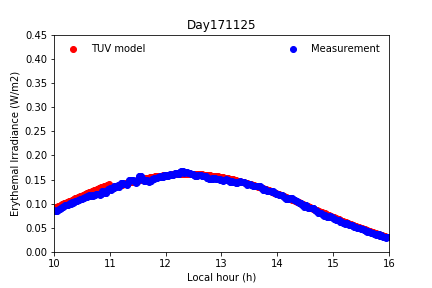 Day171125
TUV model
Measurement
0.45
0.40
0.35
0.30
0.25
0.20
0.15
0.10
0.05
0.00
Erythemal Irradiance (W/m2)
10 11 12 13 14 15 16
Local hour (h)